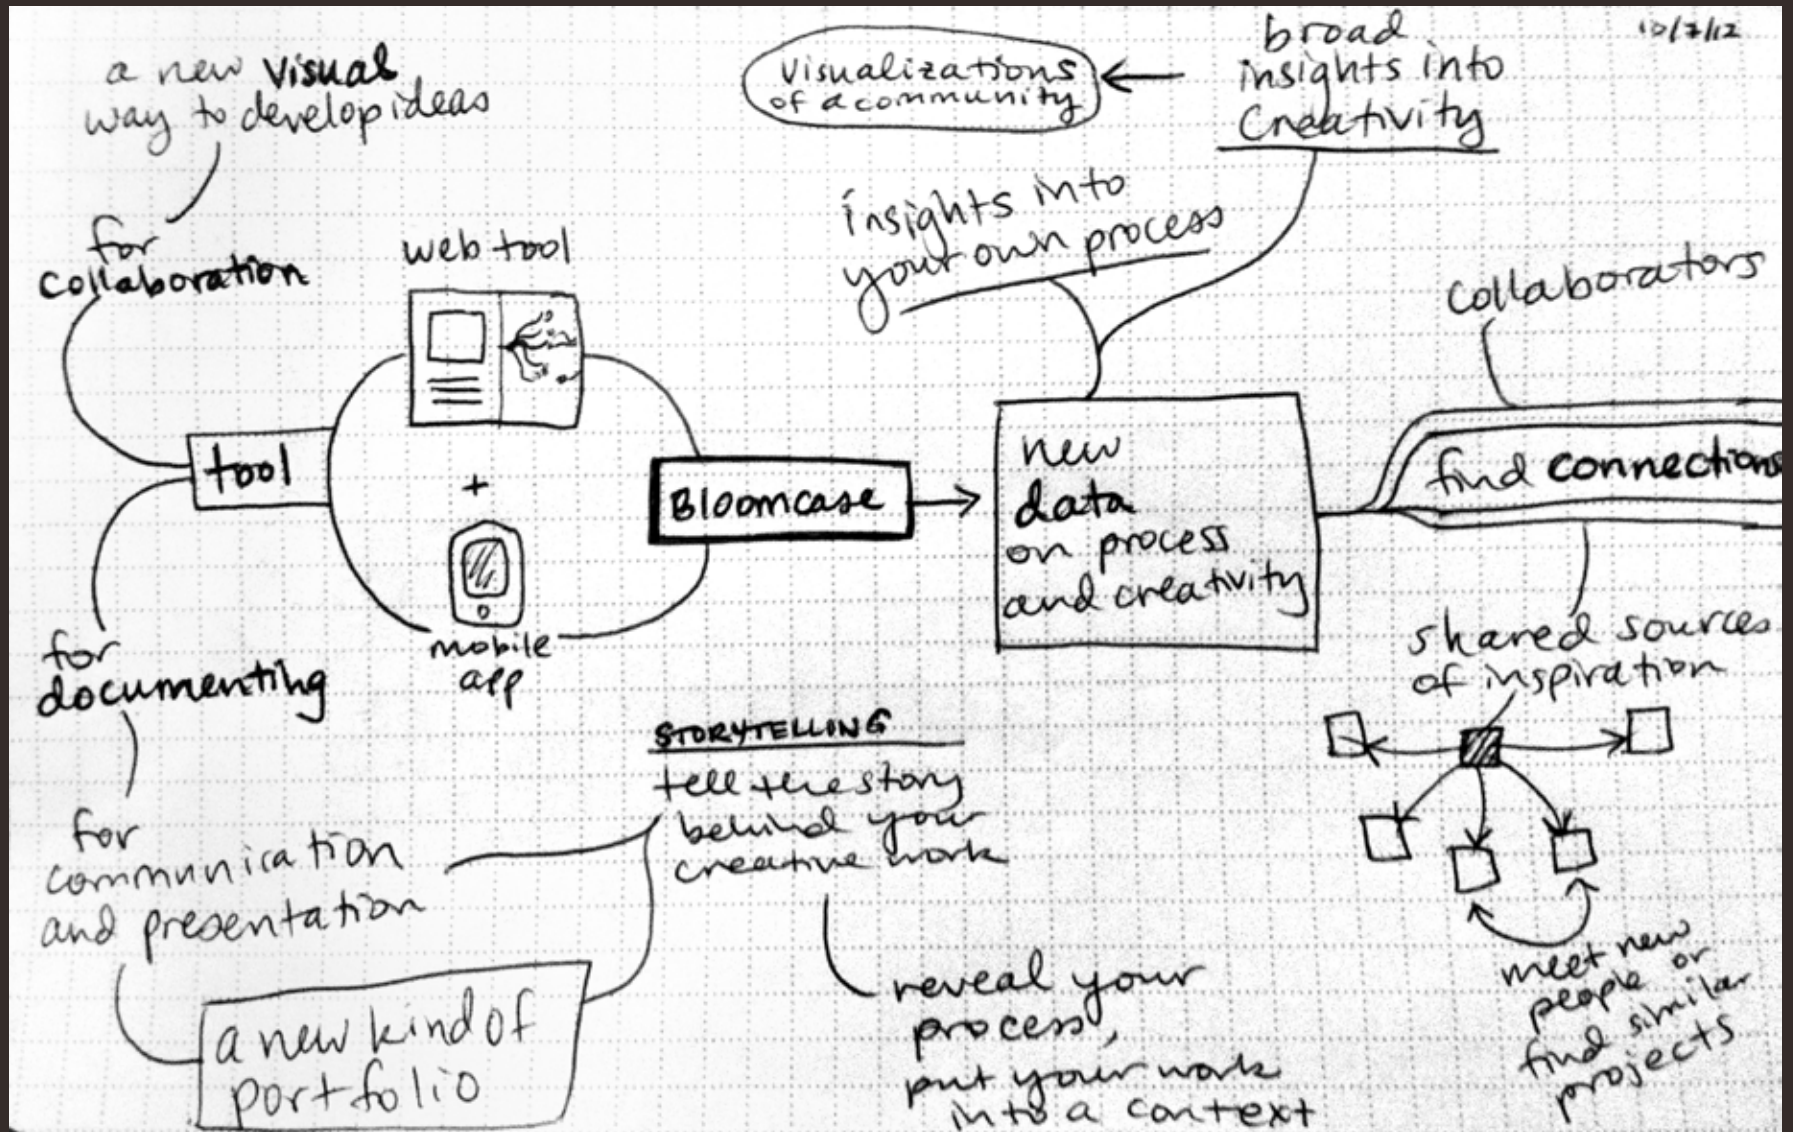 10/7/12
a new visual
way to develop ideas
visualizations
of a community
broad
insights into
Creativity
for
collaboration
web tool
insights into
your own process
collaborators
tool
+
Bloomcase
new
data
on process
and creativity
find connections
mobile
app
for
documenting
shared sources
of inspiration
STORYTELLING
tell the story
behind your
creative work
for
communication
and presentation
a new kind of
portfolio
reveal your
process,
put your work
into a context
meet new
people or
find similar
projects